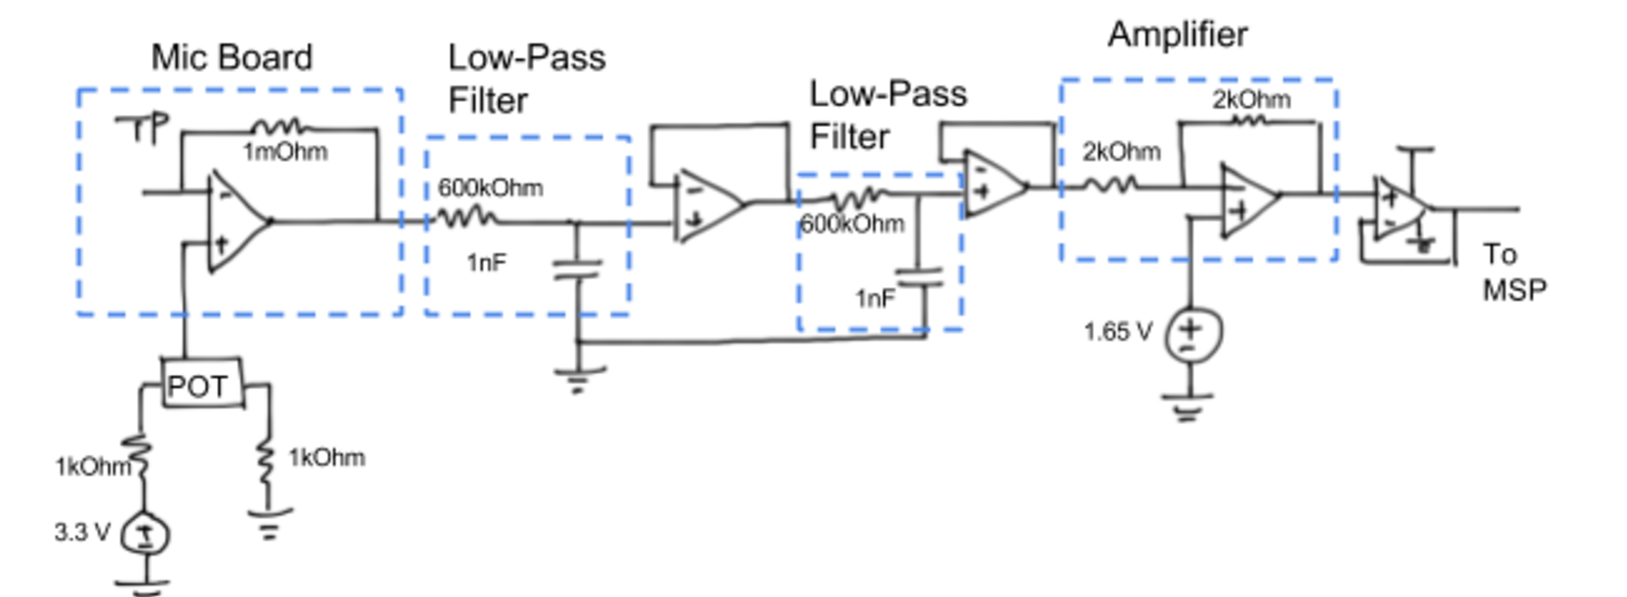 Mic Board
TP
1mOhm
POT
1kOhm
1kOhm
3.3 V
Low-Pass
Filter
600kOhm
1nF
Low-Pass
Filter
600kOhm
1nF
Amplifier
2kOhm
2kOhm
1.65 V
To
MSP